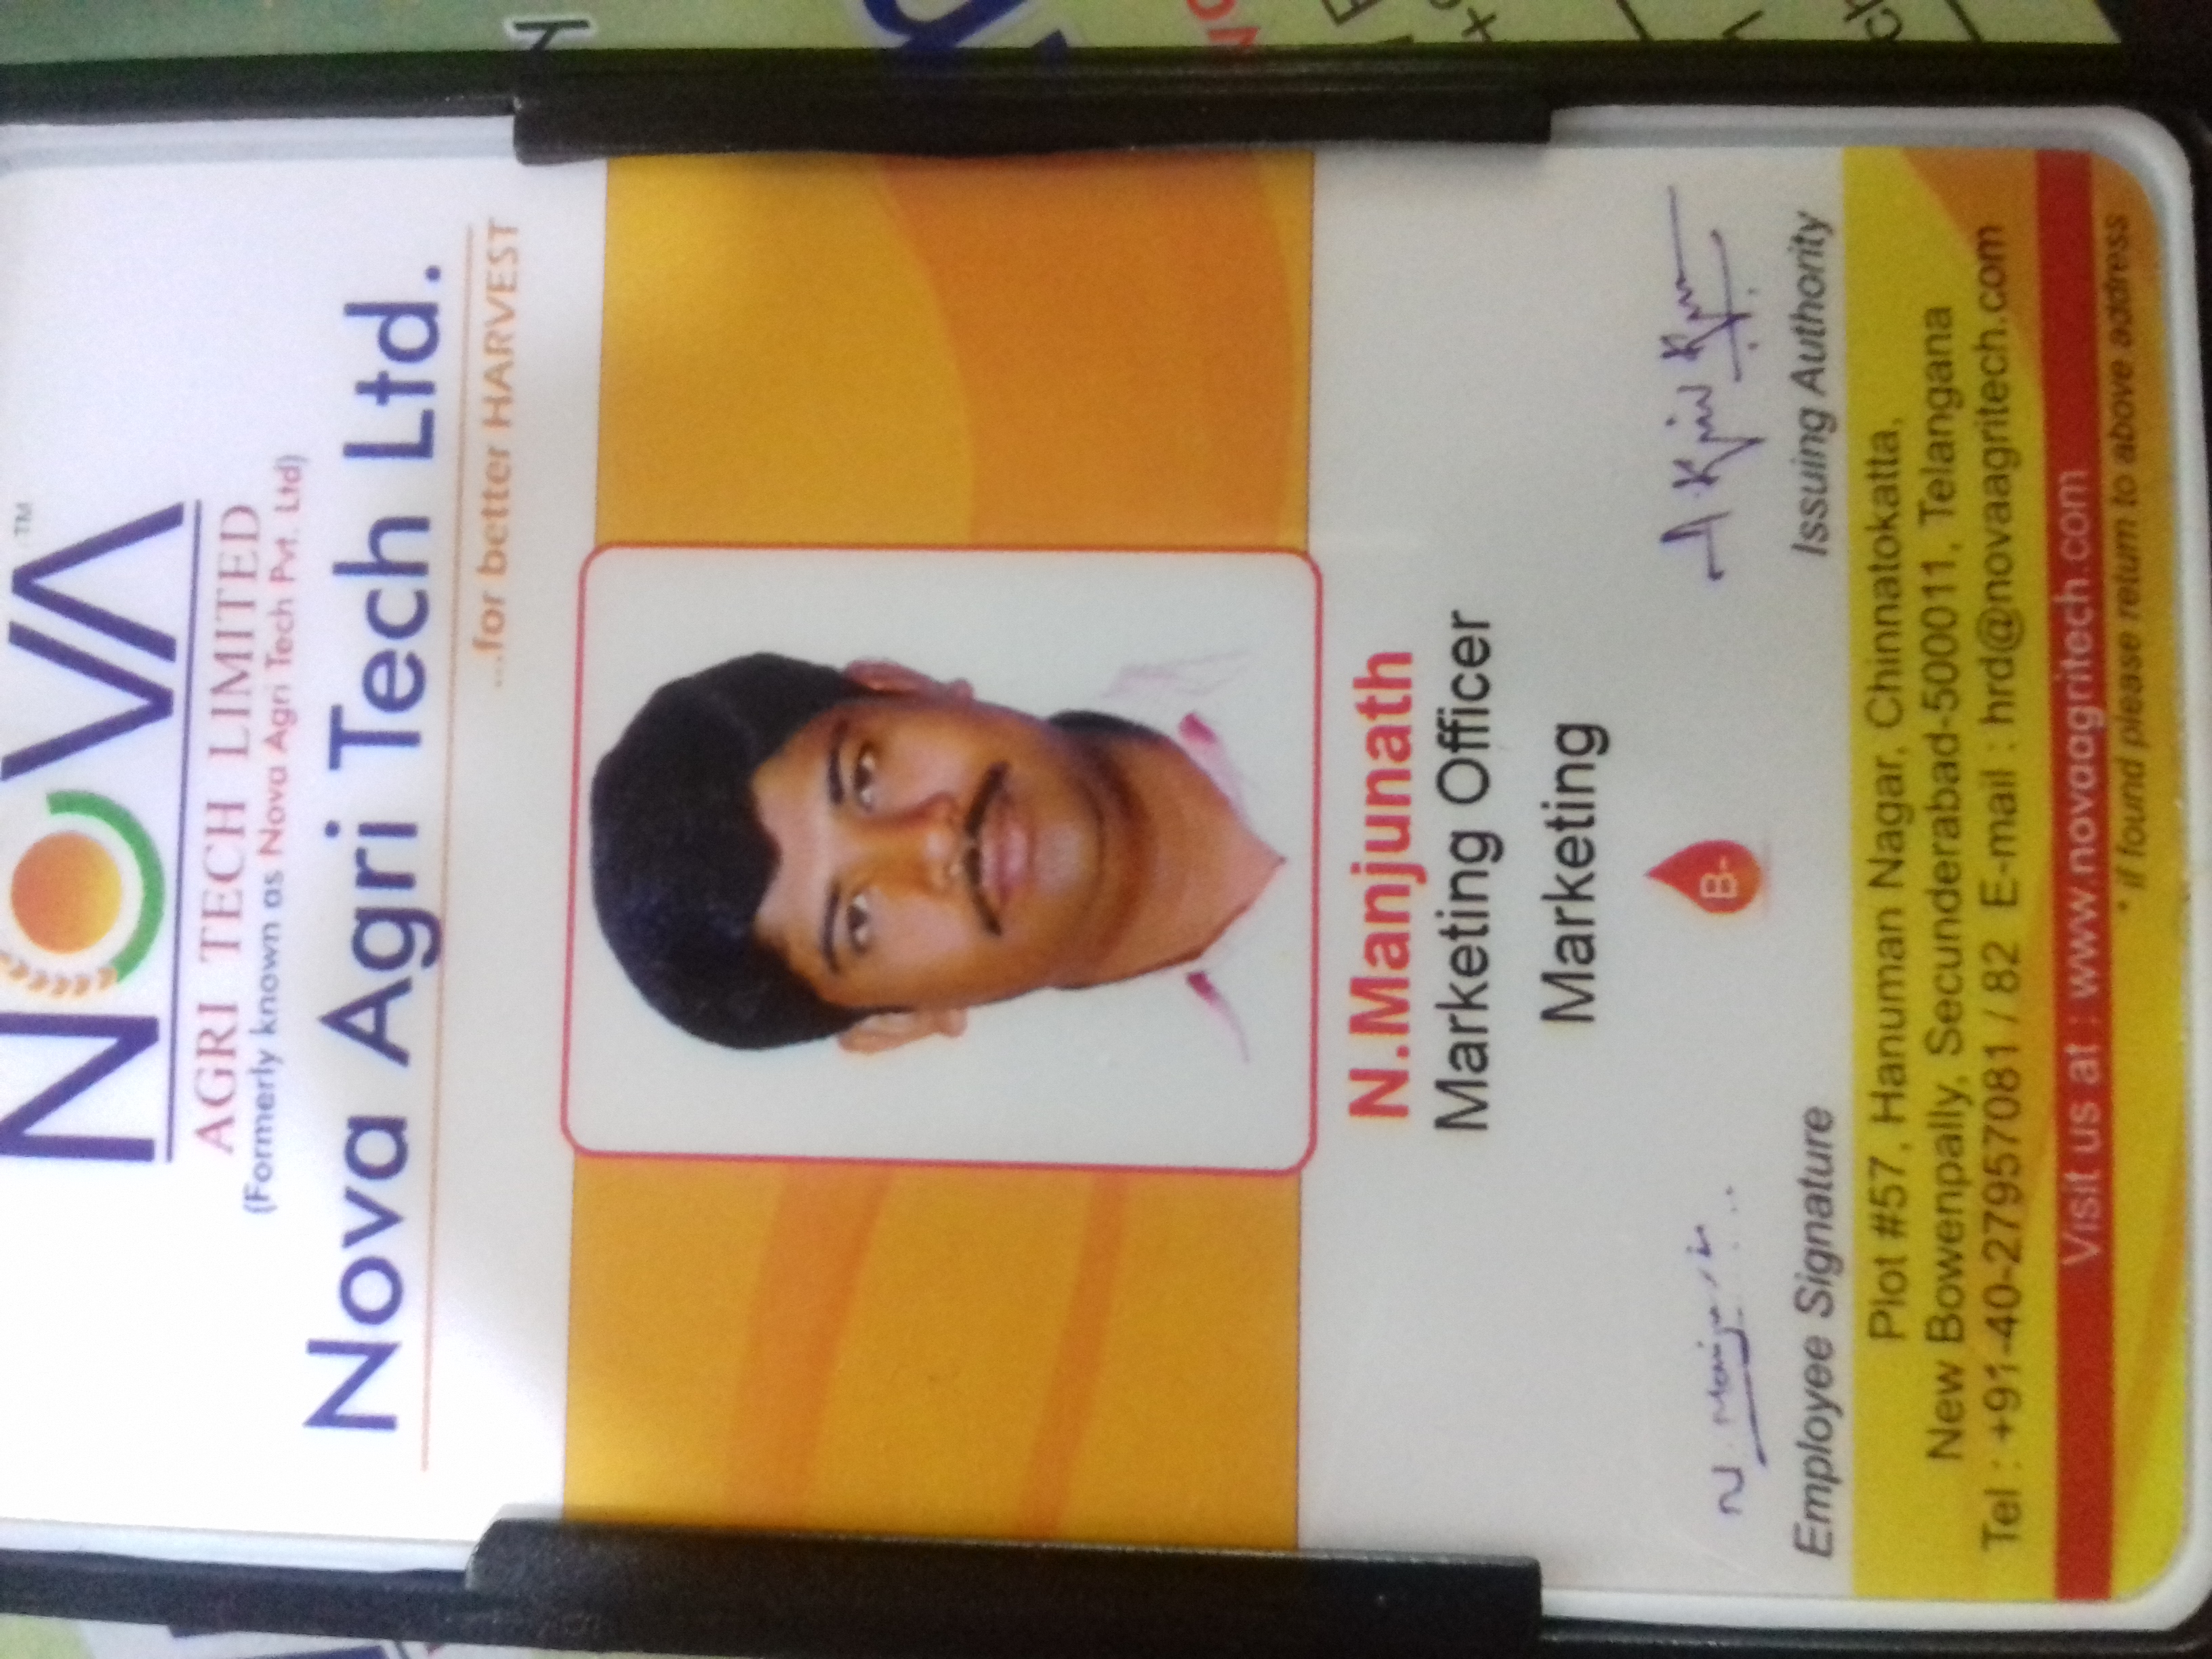 NOVA™
AGRI TECH LIMITED
(Formerly known as Nova Agri Tech Pvt. Ltd)
Nova Agri Tech Ltd.
...for better HARVEST
N.Manjunath
Marketing Officer
Marketing
B-
Employee Signature
Issuing Authority
Plot #57, Hanuman Nagar, Chinnatokatta,
New Bowenpally, Secunderabad-500011, Telangana
Tel : +91-40-27957081 / 82 E-mail : hrd@novaagritech.com
Visit us at : www.novaagritech.com
* if found please return to above address